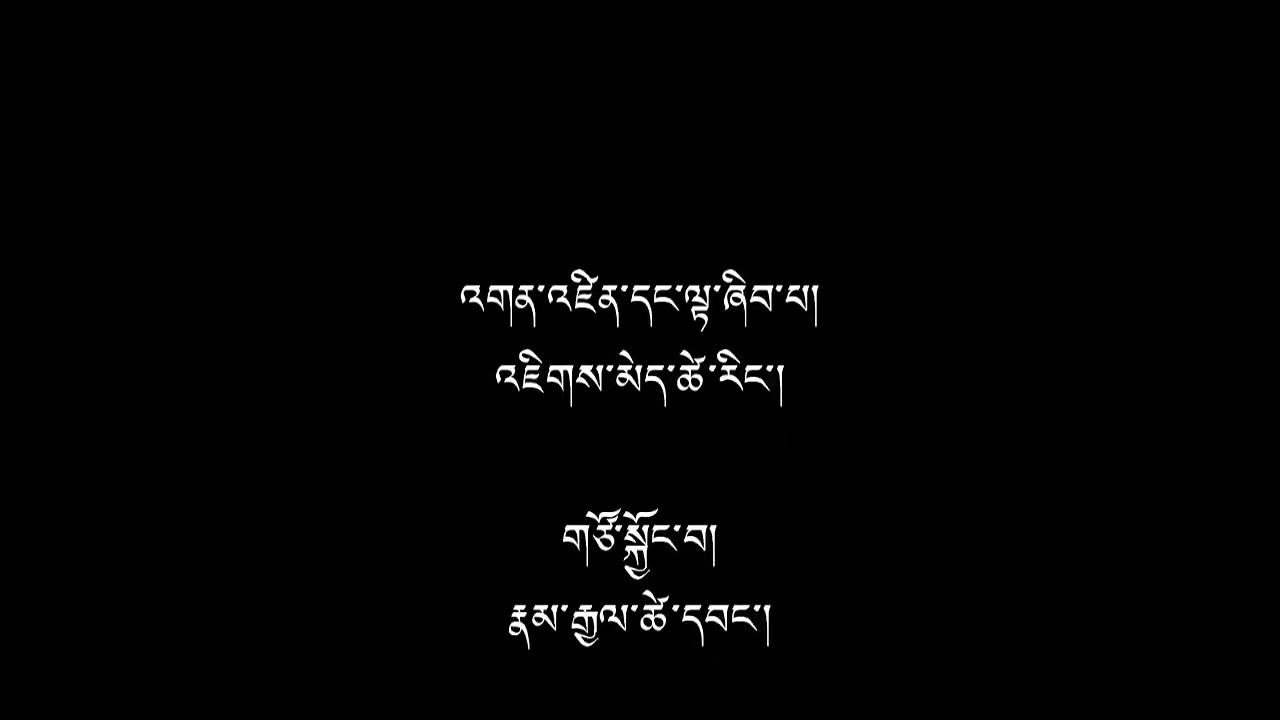 འགན་འཛིན་དང་ལྟ་ཞིབ་པ།
འཇིགས་མེད་ཚེ་རིང་།
གཙོ་སྐྱོང་བ།
རྣམ་རྒྱལ་ཚེ་དབང་།